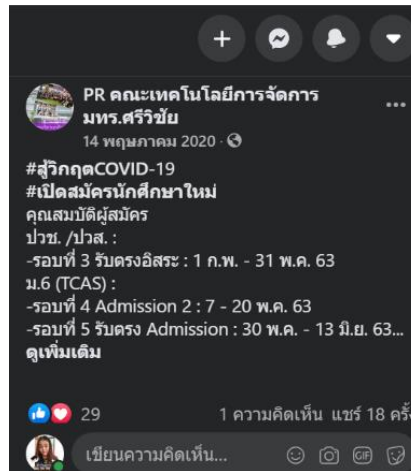 PR คณะเทคโนโลยีการจัดการ
มทร.ศรีวิชัย
14 พฤษภาคม 2020
#สู้วิกฤตCOVID-19
#เปิดสมัครนักศึกษาใหม่
คุณสมบัติผู้สมัคร
ปวช. /ปวส. :
-รอบที่ 3 รับตรงอิสระ : 1 ก.พ. - 31 พ.ค. 63
ม.6 (TCAS) :
-รอบที่ 4 Admission 2 : 7 - 20 พ.ค. 63
-รอบที่ 5 รับตรง Admission : 30 พ.ค. - 13 มิ.ย. 63...
ดูเพิ่มเติม
29 1 ความคิดเห็น แชร์ 18 ครั้ง
เขียนความคิดเห็น... GIF